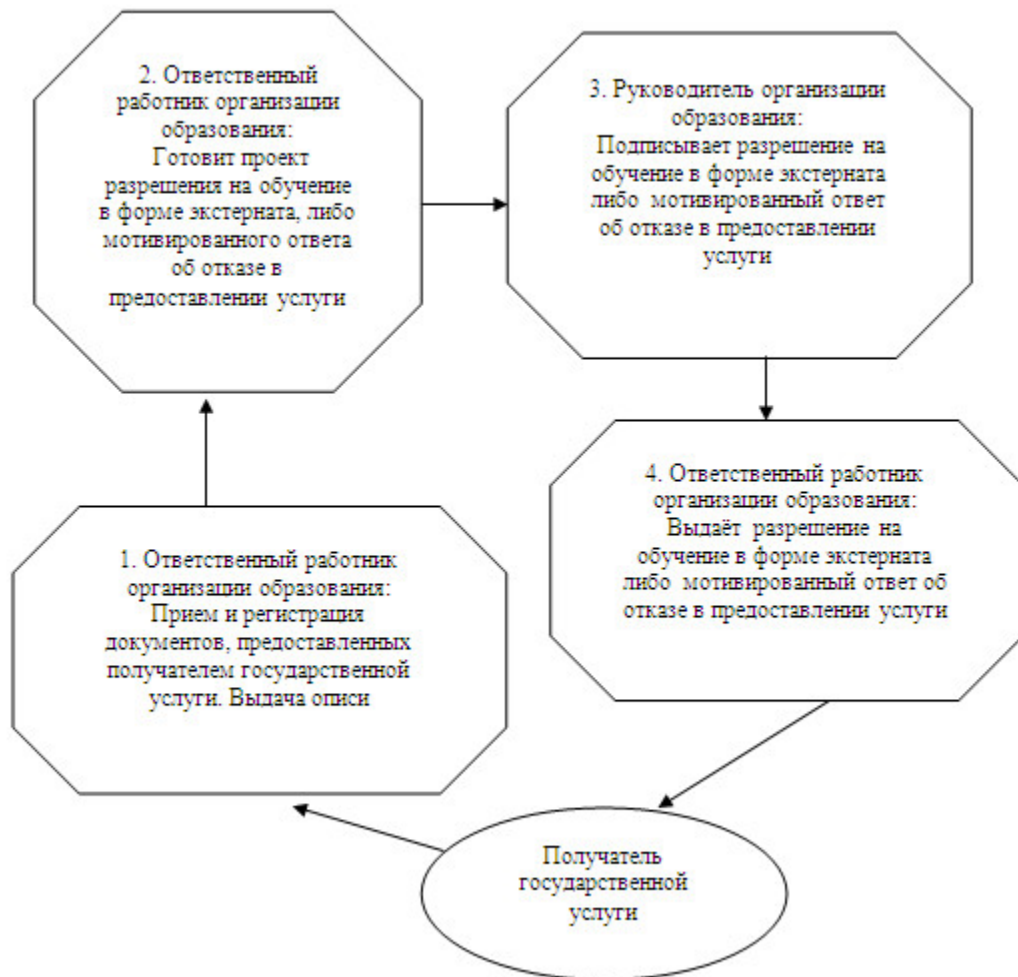 2. Ответственный
работник организации
образования:
Готовит проект
разрешения на обучение
в форме экстерната, либо
мотивированного ответа
об отказе в
предоставлении услуги
3. Руководитель организации
образования:
Подписывает разрешение на
обучение в форме экстерната
либо мотивированный ответ
об отказе в предоставлении
услуги
4. Ответственный работник
организации образования:
Выдаёт разрешение на
обучение в форме экстерната
либо мотивированный ответ об
отказе в предоставлении услуги
1. Ответственный работник
организации образования:
Прием и регистрация
документов, предоставленных
получателем государственной
услуги. Выдача описи
Получатель
государственной
услуги